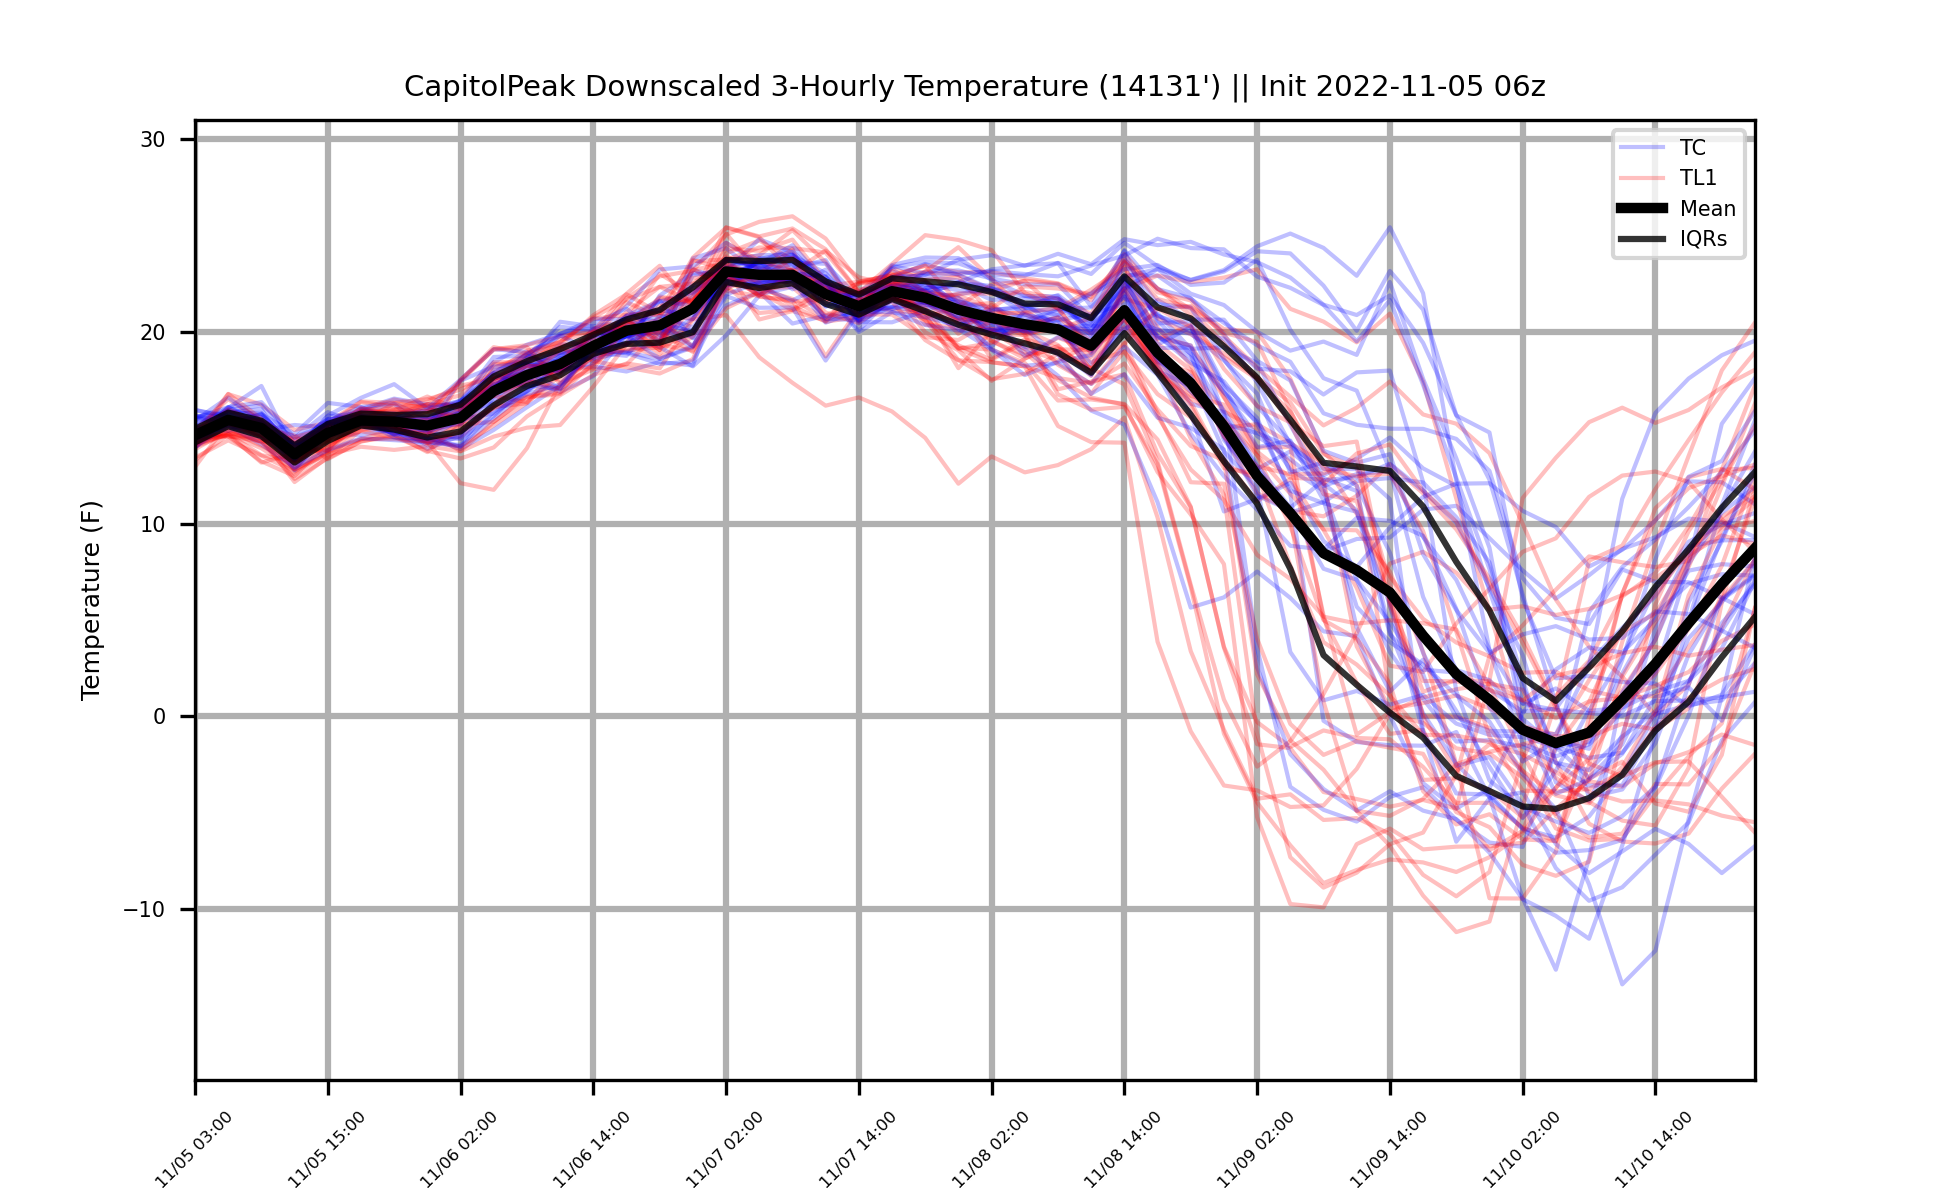 CapitolPeak Downscaled 3-Hourly Temperature (14131') || Init 2022-11-05 06z
TC
TL1
Mean
IQRs
Temperature (F)
30
20
10
0
−10
11/05 03:00
11/05 15:00
11/06 02:00
11/06 14:00
11/07 02:00
11/07 14:00
11/08 02:00
11/08 14:00
11/09 02:00
11/09 14:00
11/10 02:00
11/10 14:00